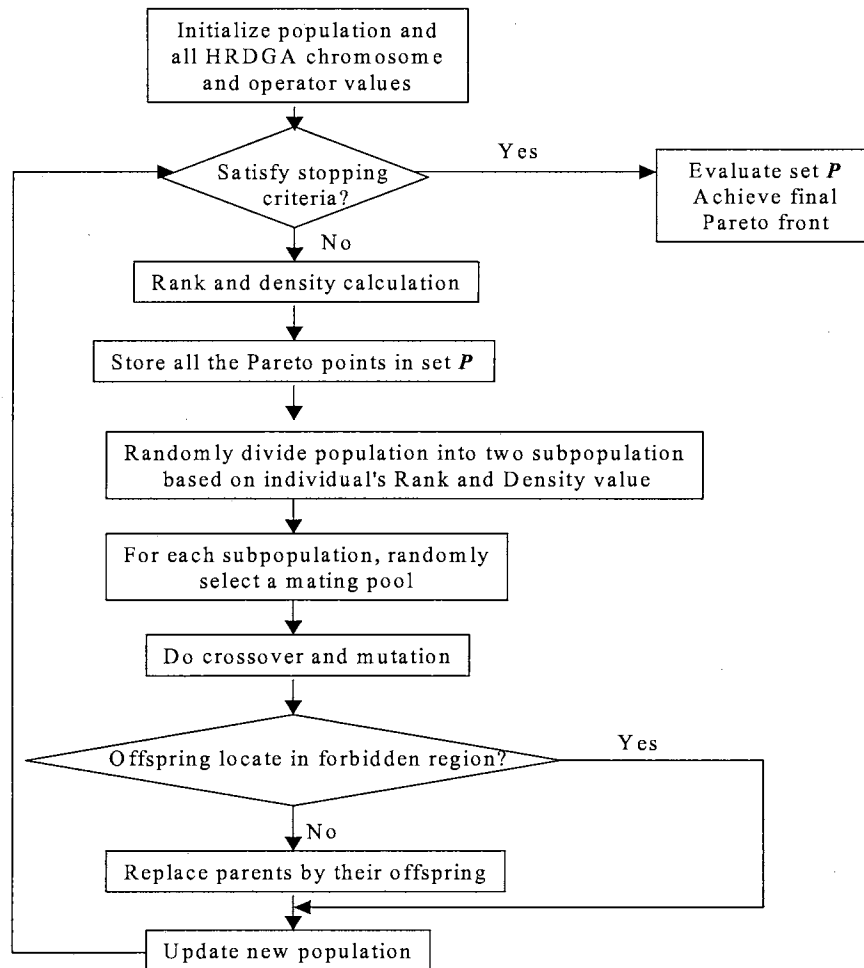 Initialize population and
all HRDGA chromosome
and operator values
Satisfy stopping
criteria?
Yes
Evaluate set P
Achieve final
Pareto front
No
Rank and density calculation
Store all the Pareto points in set P
Randomly divide population into two subpopulation
based on individual's Rank and Density value
For each subpopulation, randomly
select a mating pool
Do crossover and mutation
Offspring locate in forbidden region?
Yes
No
Replace parents by their offspring
Update new population